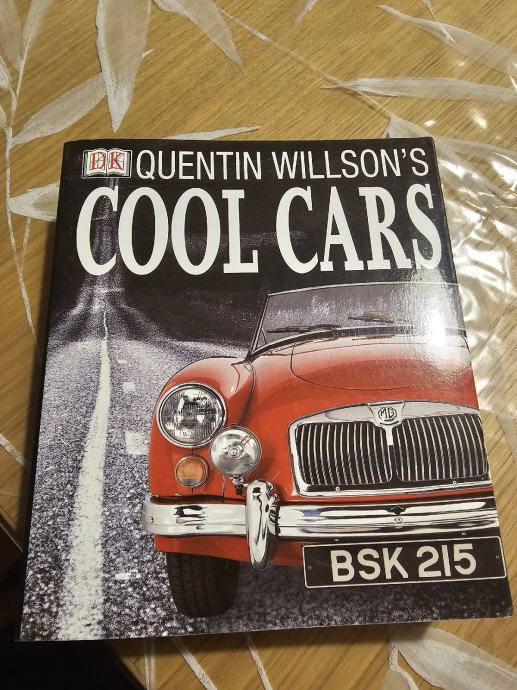 DK QUENTIN WILLSON'S
COOL CARS
MG
BSK 215